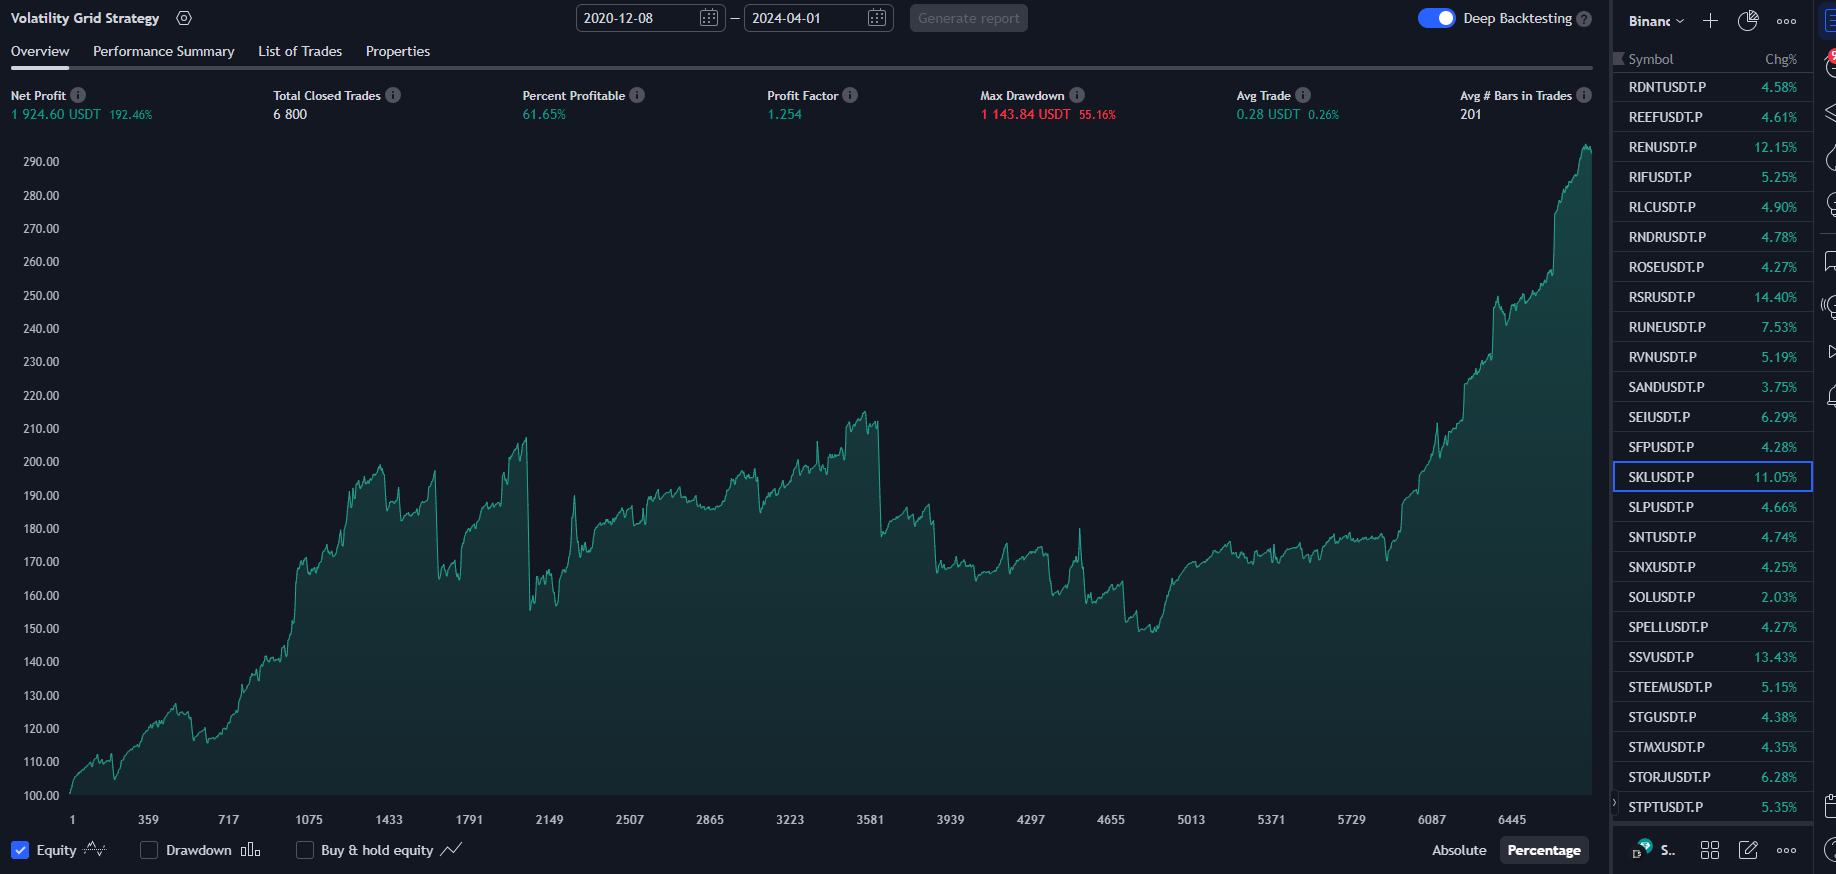 Volatility Grid Strategy
2020-12-08 — 2024-04-01
Generate report
Deep Backtesting ?
Overview Performance Summary List of Trades Properties
Net Profit
1 924.60 USDT 192.46%
Total Closed Trades
6 800
Percent Profitable
61.65%
Profit Factor
1.254
Max Drawdown
1 143.84 USDT 55.16%
Avg Trade
0.28 USDT 0.26%
Avg # Bars in Trades
201
290.00
280.00
270.00
260.00
250.00
240.00
230.00
220.00
210.00
200.00
190.00
180.00
170.00
160.00
150.00
140.00
130.00
120.00
110.00
100.00
1 359 717 1075 1433 1791 2149 2507 2865 3223 3581 3939 4297 4655 5013 5371 5729 6087 6445
Equity Drawdown Buy & hold equity
Absolute Percentage
Binanc
Symbol Chg%
RDNTUSDT.P 4.58%
REEFUSDT.P 4.61%
RENUSDT.P 12.15%
RIFUSDT.P 5.25%
RLCUSDT.P 4.90%
RNDRUSDT.P 4.78%
ROSEUSDT.P 4.27%
RSRUSDT.P 14.40%
RUNEUSDT.P 7.53%
RVNUSDT.P 5.19%
SANDUSDT.P 3.75%
SEIUSDT.P 6.29%
SFPUSDT.P 4.28%
SKLUSDT.P 11.05%
SLPUSDT.P 4.66%
SNTUSDT.P 4.74%
SNXUSDT.P 4.25%
SOLUSDT.P 2.03%
SPELLUSDT.P 4.27%
SSVUSDT.P 13.43%
STEEMUSDT.P 5.15%
STGUSDT.P 4.38%
STMXUSDT.P 4.35%
STORJUSDT.P 6.28%
STPTUSDT.P 5.35%
S..